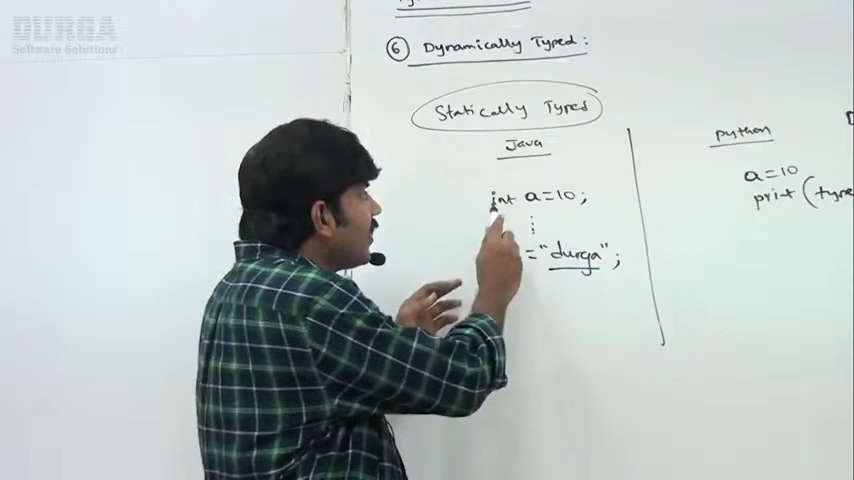 DURGA
Software Solutions
⑥ Dynamically Typed :
Statically Typed
Java
int a=10;
:
="durga";
python
a=10
print(type